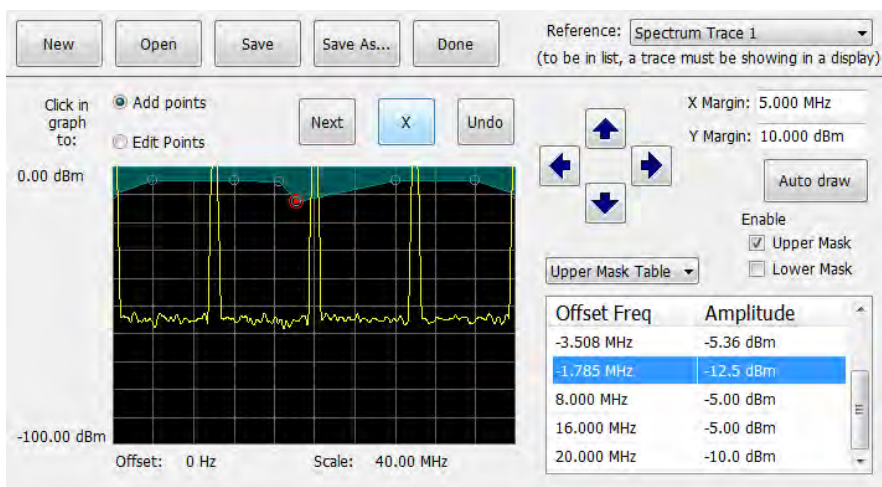 New
Open
Save
Save As...
Done
Reference: Spectrum Trace 1
(to be in list, a trace must be showing in a display)
Click in
graph
to:
Add points
Edit Points
Next
X
Undo
X Margin: 5.000 MHz
Y Margin: 10.000 dBm
Auto draw
Enable
Upper Mask
Lower Mask
0.00 dBm
-100.00 dBm
Offset: 0 Hz
Scale: 40.00 MHz
Upper Mask Table
Offset Freq Amplitude
-3.508 MHz -5.36 dBm
-1.785 MHz -12.5 dBm
8.000 MHz -5.00 dBm
16.000 MHz -5.00 dBm
20.000 MHz -10.0 dBm